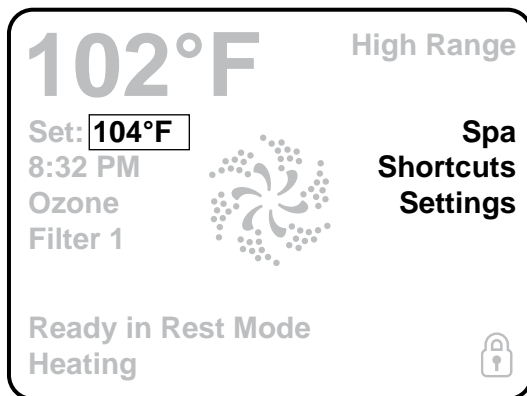 102°F
High Range
Set: 104°F
Spa
8:32 PM
Shortcuts
Ozone
Settings
Filter 1
Ready in Rest Mode
Heating